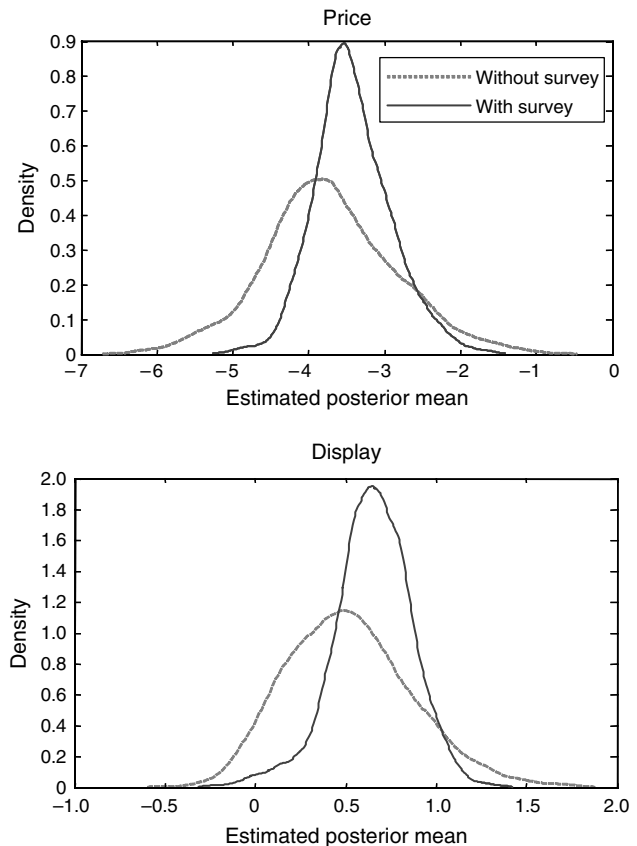 Price
0.9
0.8
0.7
0.6
0.5
0.4
0.3
0.2
0.1
0
Density
Without survey
With survey
−7 −6 −5 −4 −3 −2 −1 0
Estimated posterior mean
Display
2.0
1.8
1.6
1.4
1.2
1.0
0.8
0.6
0.4
0.2
0
Density
−1.0 −0.5 0 0.5 1.0 1.5 2.0
Estimated posterior mean